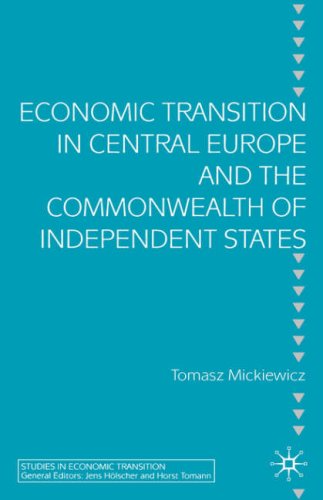 ECONOMIC TRANSITION
IN CENTRAL EUROPE
AND THE
COMMONWEALTH OF
INDEPENDENT STATES
Tomasz Mickiewicz
STUDIES IN ECONOMIC TRANSITION
General Editors: Jens Hölscher and Horst Tomann